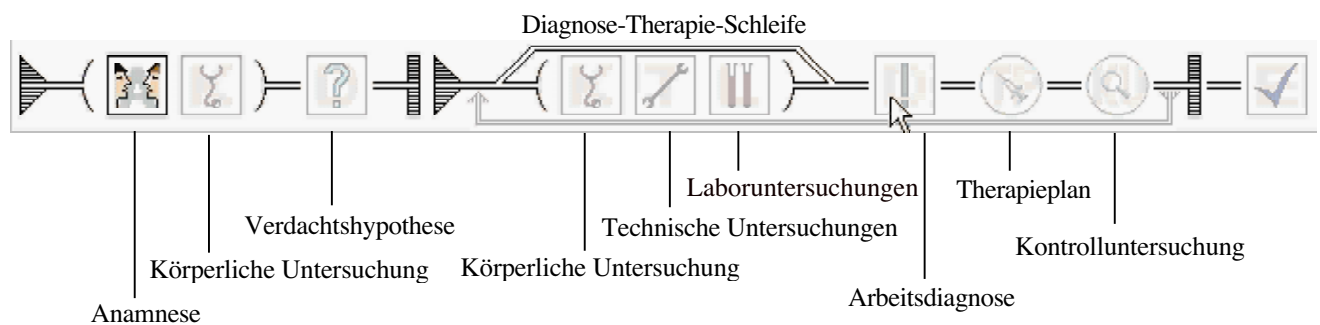 Diagnose-Therapie-Schleife
?
!
Laboruntersuchungen
Therapieplan
Verdachtshypothese
Technische Untersuchungen
Kontrolluntersuchung
Körperliche Untersuchung
Körperliche Untersuchung
Arbeitsdiagnose
Anamnese